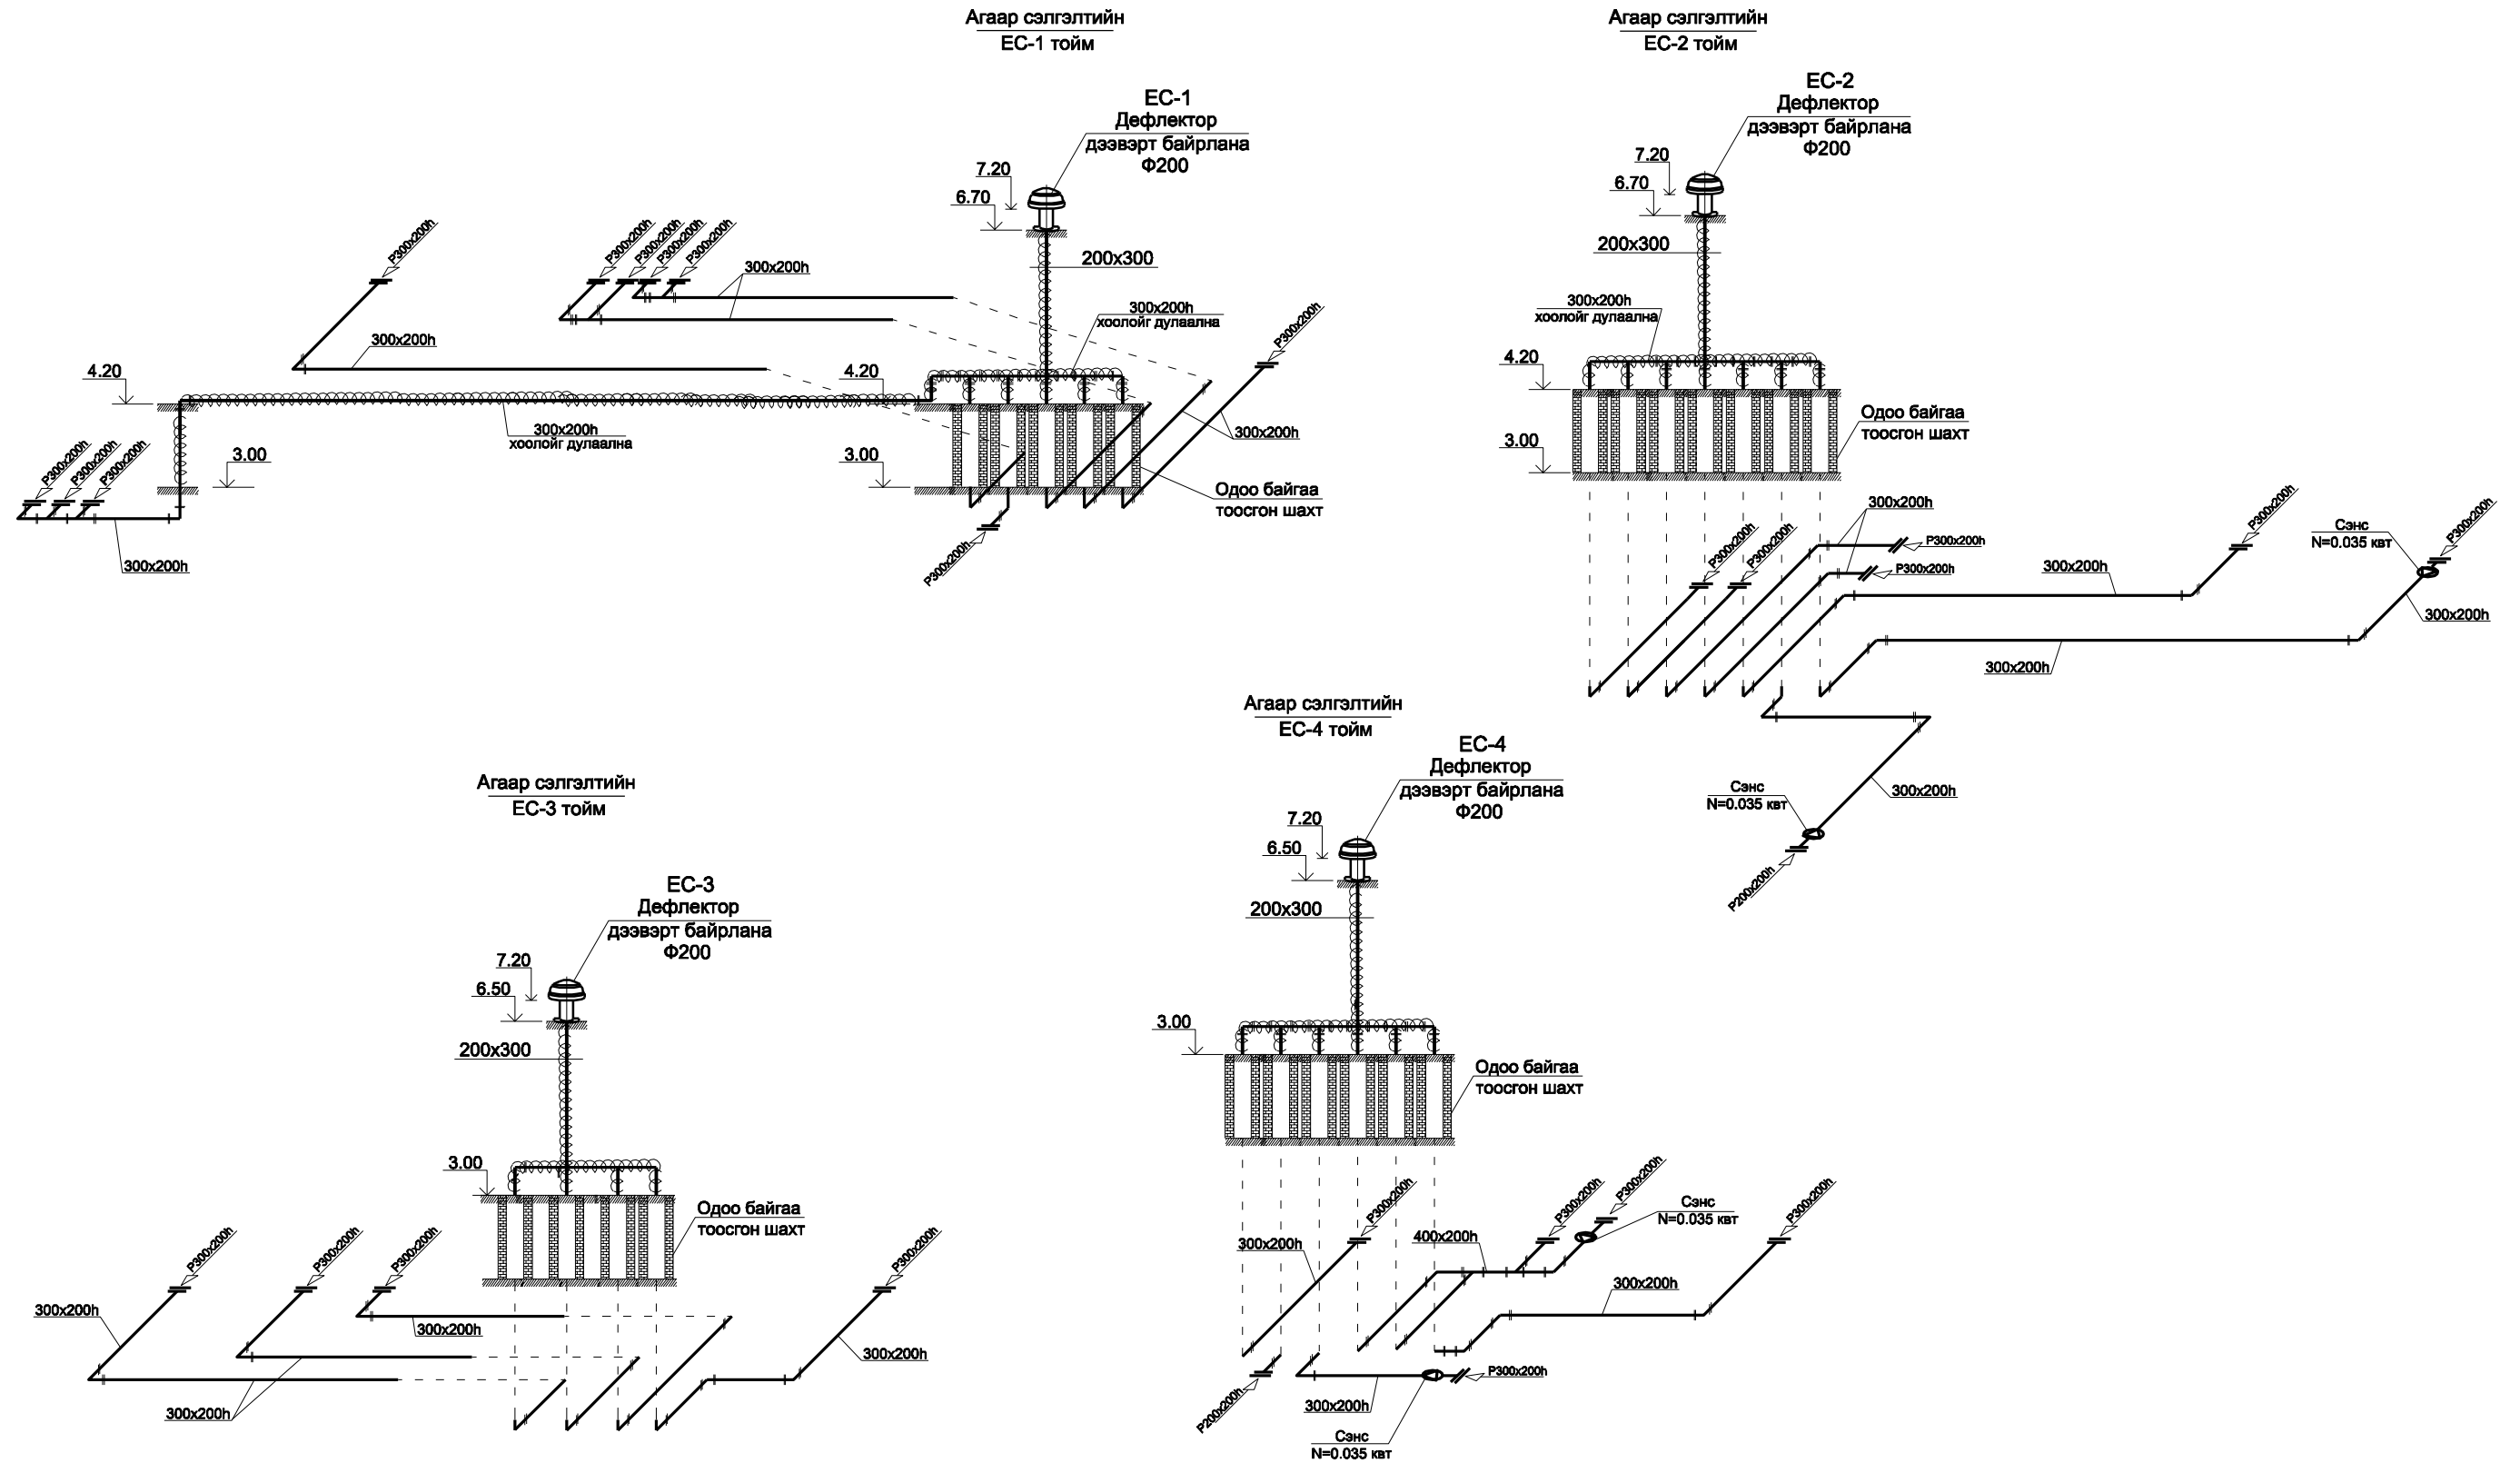 Агаар сэлгэлтийн
ЕС-1 тойм
ЕС-1
Дефлектор
дээвэрт байрлана
Ф200
7.20
6.70
200x300
P300x200h
P300x200h
P300x200h
P300x200h
P300x200h
300x200h
300x200h
хоолойг дулаална
P300x200h
300x200h
4.20
4.20
300x200h
хоолойг дулаална
300x200h
3.00
3.00
P300x200h
P300x200h
P300x200h
Одоо байгаа
тоосгон шахт
300x200h
P300x200h
Агаар сэлгэлтийн
ЕС-2 тойм
ЕС-2
Дефлектор
дээвэрт байрлана
Ф200
7.20
6.70
200x300
300x200h
хоолойг дулаална
4.20
3.00
Одоо байгаа
тоосгон шахт
300x200h
P300x200h
P300x200h
P300x200h
P300x200h
P300x200h
Сэнс
N=0.035 квт
P300x200h
300x200h
300x200h
300x200h
300x200h
Сэнс
N=0.035 квт
P200x200h
Агаар сэлгэлтийн
ЕС-3 тойм
ЕС-3
Дефлектор
дээвэрт байрлана
Ф200
7.20
6.50
200x300
3.00
Одоо байгаа
тоосгон шахт
P300x200h
P300x200h
P300x200h
P300x200h
300x200h
300x200h
300x200h
300x200h
Агаар сэлгэлтийн
ЕС-4 тойм
ЕС-4
Дефлектор
дээвэрт байрлана
Ф200
7.20
6.50
200x300
3.00
Одоо байгаа
тоосгон шахт
P300x200h
P300x200h
P300x200h
Сэнс
N=0.035 квт
P300x200h
300x200h
400x200h
300x200h
P300x200h
P200x200h
300x200h
Сэнс
N=0.035 квт